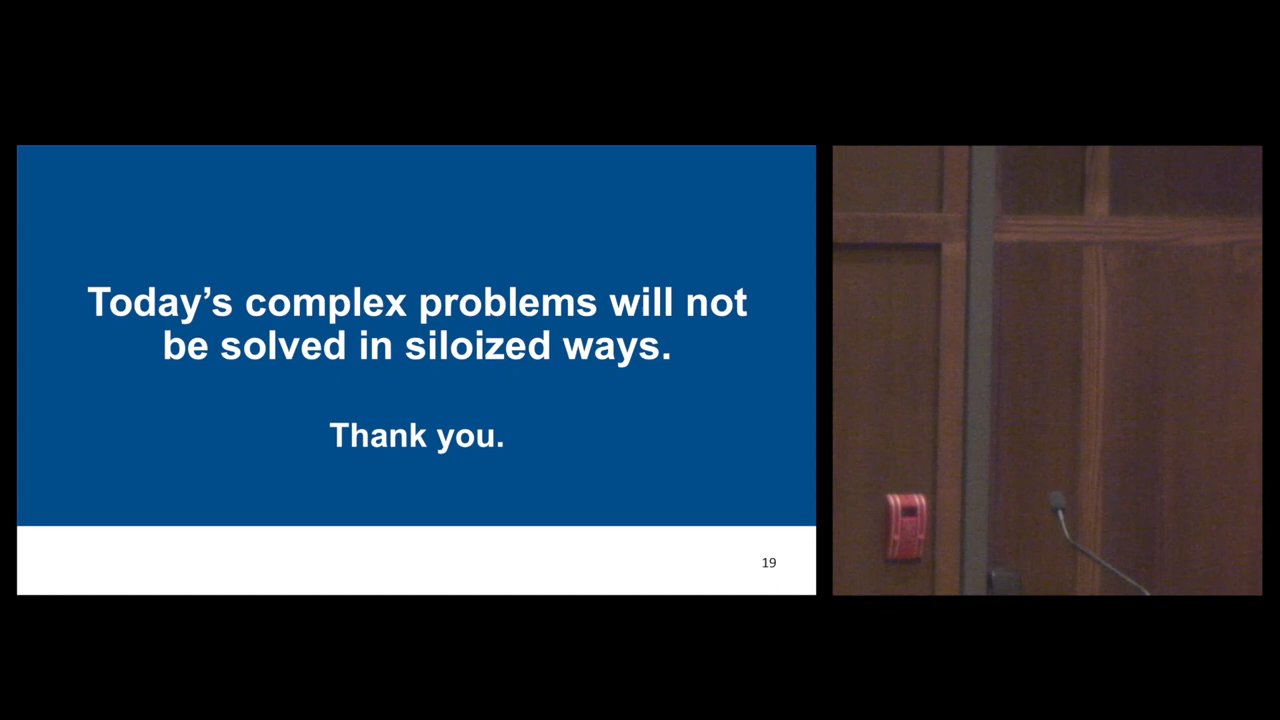 Today’s complex problems will not
be solved in siloized ways.
Thank you.
19